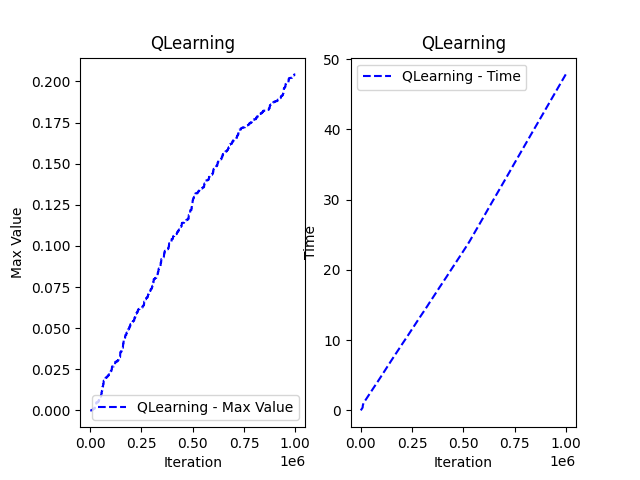 QLearning
Max Value
0.200
0.175
0.150
0.125
0.100
0.075
0.050
0.025
0.000
QLearning - Max Value
0.00
0.25
0.50
0.75
1.00
Iteration
1e6
QLearning
Time
50
40
30
20
10
0
QLearning - Time
0.00
0.25
0.50
0.75
1.00
Iteration
1e6